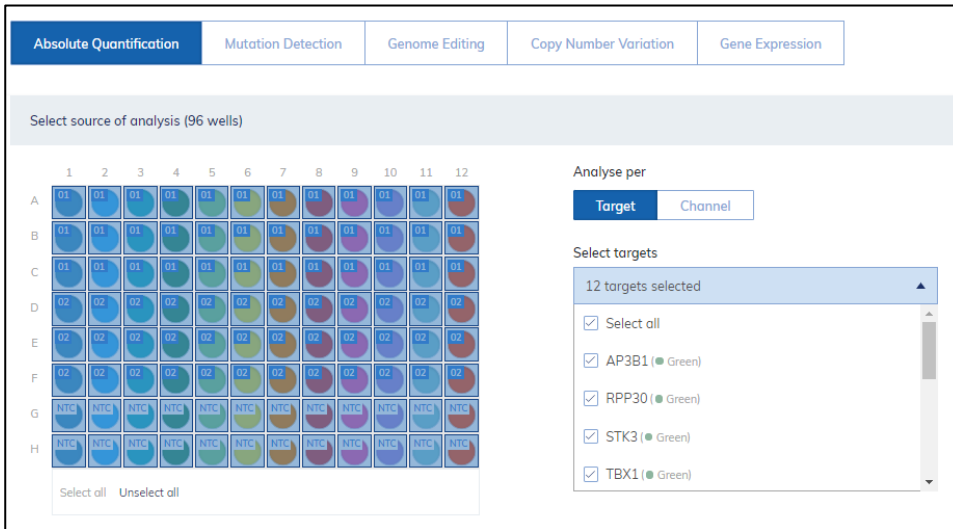 Absolute Quantification Mutation Detection Genome Editing Copy Number Variation Gene Expression
Select source of analysis (96 wells)
1 2 3 4 5 6 7 8 9 10 11 12
A 01 01 01 01 01 01 01 01 01 01 01 01
B 01 01 01 01 01 01 01 01 01 01 01 01
C 01 01 01 01 01 01 01 01 01 01 01 01
D 02 02 02 02 02 02 02 02 02 02 02 02
E 02 02 02 02 02 02 02 02 02 02 02 02
F 02 02 02 02 02 02 02 02 02 02 02 02
G NTC NTC NTC NTC NTC NTC NTC NTC NTC NTC NTC NTC
H NTC NTC NTC NTC NTC NTC NTC NTC NTC NTC NTC NTC
Select all Unselect all
Analyse per
Target Channel
Select targets
12 targets selected
Select all
AP3B1 (● Green)
RPP30 (● Green)
STK3 (● Green)
TBX1 (● Green)